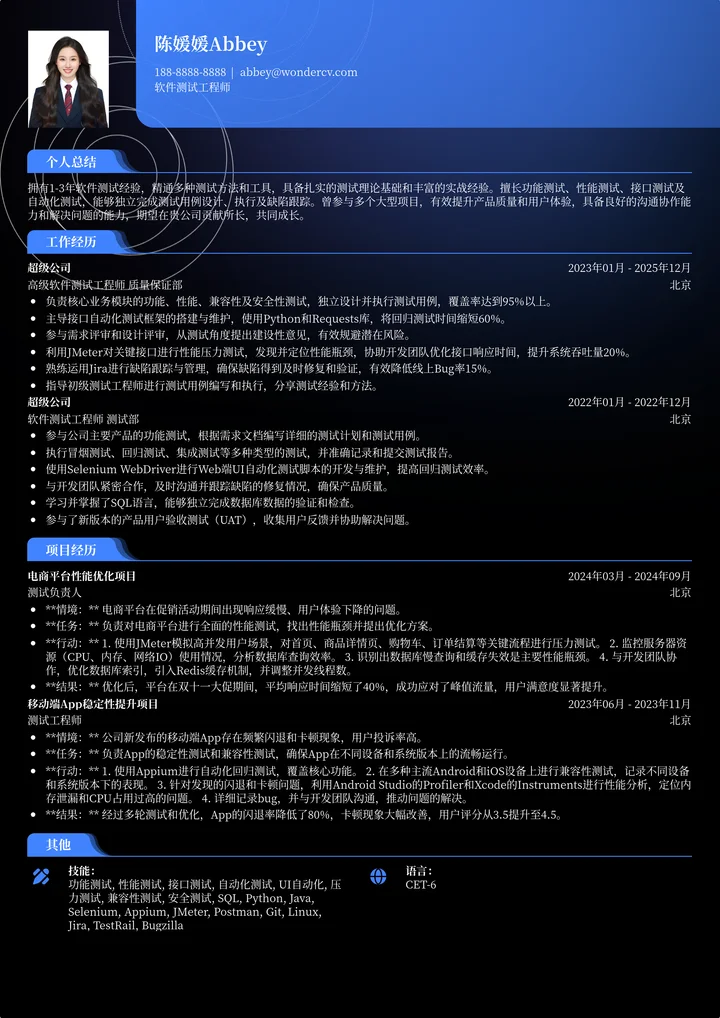 陈媛媛Abbey
188-8888-8888 | abbey@wondercv.com
软件测试工程师
个人总结
拥有1-3年软件测试经验，精通多种测试方法和工具，具备扎实的测试理论基础和丰富的实战经验。擅长功能测试、性能测试、接口测试及
自动化测试，能够独立完成测试用例设计、执行及缺陷跟踪。曾参与多个大型项目，有效提升产品质量和用户体验，具备良好的沟通协作能
力和解决问题的能力，期望在贵公司贡献所长，共同成长。
工作经历
超级公司 2023年01月 - 2025年12月
高级软件测试工程师 质量保证部 北京
• 负责核心业务模块的功能、性能、兼容性及安全性测试，独立设计并执行测试用例，覆盖率达到95%以上。
• 主导接口自动化测试框架的搭建与维护，使用Python和Requests库，将回归测试时间缩短60%。
• 参与需求评审和设计评审，从测试角度提出建设性意见，有效规避潜在风险。
• 利用JMeter对关键接口进行性能压力测试，发现并定位性能瓶颈，协助开发团队优化接口响应时间，提升系统吞吐量20%。
• 熟练运用Jira进行缺陷跟踪与管理，确保缺陷得到及时修复和验证，有效降低线上Bug率15%。
• 指导初级测试工程师进行测试用例编写和执行，分享测试经验和方法。
超级公司 2022年01月 - 2022年12月
软件测试工程师 测试部 北京
• 参与公司主要产品的功能测试，根据需求文档编写详细的测试计划和测试用例。
• 执行冒烟测试、回归测试、集成测试等多种类型的测试，并准确记录和提交测试报告。
• 使用Selenium WebDriver进行Web端UI自动化测试脚本的开发与维护，提高回归测试效率。
• 与开发团队紧密合作，及时沟通并跟踪缺陷的修复情况，确保产品质量。
• 学习并掌握了SQL语言，能够独立完成数据库数据的验证和检查。
• 参与了新版本的产品用户验收测试（UAT），收集用户反馈并协助解决问题。
项目经历
电商平台性能优化项目 2024年03月 - 2024年09月
测试负责人 北京
• **情境：** 电商平台在促销活动期间出现响应缓慢、用户体验下降的问题。
• **任务：** 负责对电商平台进行全面的性能测试，找出性能瓶颈并提出优化方案。
• **行动：** 1. 使用JMeter模拟高并发用户场景，对首页、商品详情页、购物车、订单结算等关键流程进行压力测试。 2. 监控服务器资
源（CPU、内存、网络IO）使用情况，分析数据库查询效率。 3. 识别出数据库慢查询和缓存失效是主要性能瓶颈。 4. 与开发团队协
作，优化数据库索引，引入Redis缓存机制，并调整并发线程数。
• **结果：** 优化后，平台在双十一大促期间，平均响应时间缩短了40%，成功应对了峰值流量，用户满意度显著提升。
移动端App稳定性提升项目 2023年06月 - 2023年11月
测试工程师 北京
• **情境：** 公司新发布的移动端App存在频繁闪退和卡顿现象，用户投诉率高。
• **任务：** 负责App的稳定性测试和兼容性测试，确保App在不同设备和系统版本上的流畅运行。
• **行动：** 1. 使用Appium进行自动化回归测试，覆盖核心功能。 2. 在多种主流Android和iOS设备上进行兼容性测试，记录不同设备
和系统版本下的表现。 3. 针对发现的闪退和卡顿问题，利用Android Studio的Profiler和Xcode的Instruments进行性能分析，定位内
存泄漏和CPU占用过高的问题。 4. 详细记录bug，并与开发团队沟通，推动问题的解决。
• **结果：** 经过多轮测试和优化，App的闪退率降低了80%，卡顿现象大幅改善，用户评分从3.5提升至4.5。
其他
技能：
功能测试, 性能测试, 接口测试, 自动化测试, UI自动化, 压
力测试, 兼容性测试, 安全测试, SQL, Python, Java,
Selenium, Appium, JMeter, Postman, Git, Linux,
Jira, TestRail, Bugzilla
语言：
CET-6